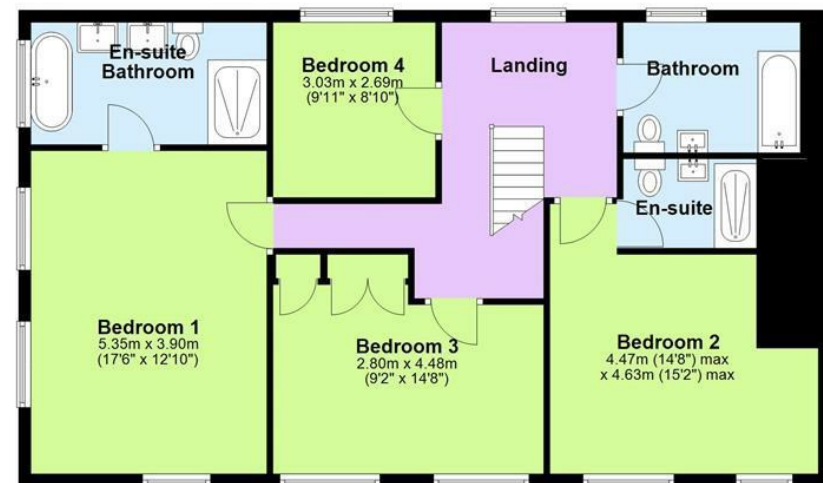 En-suite
Bathroom
Bedroom 4
3.03m x 2.69m
(9'11" x 8'10")
Landing
Bathroom
En-suite
Bedroom 1
5.35m x 3.90m
(17'6" x 12'10")
Bedroom 3
2.80m x 4.48m
(9'2" x 14'8")
Bedroom 2
4.47m (14'8") max
x 4.63m (15'2") max